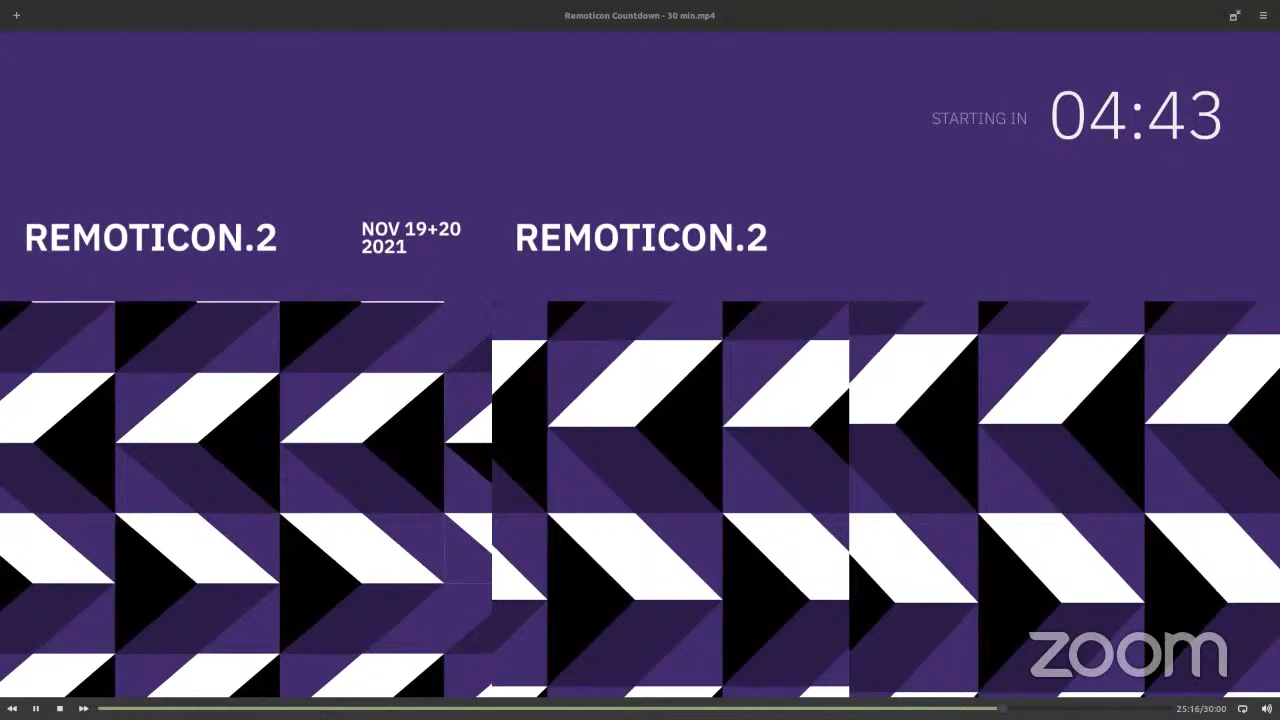 Remoticon Countdown - 30 min.mp4
STARTING IN 04:43
REMOTICON.2 NOV 19+20 2021 REMOTICON.2
zoom
25:16/30:00